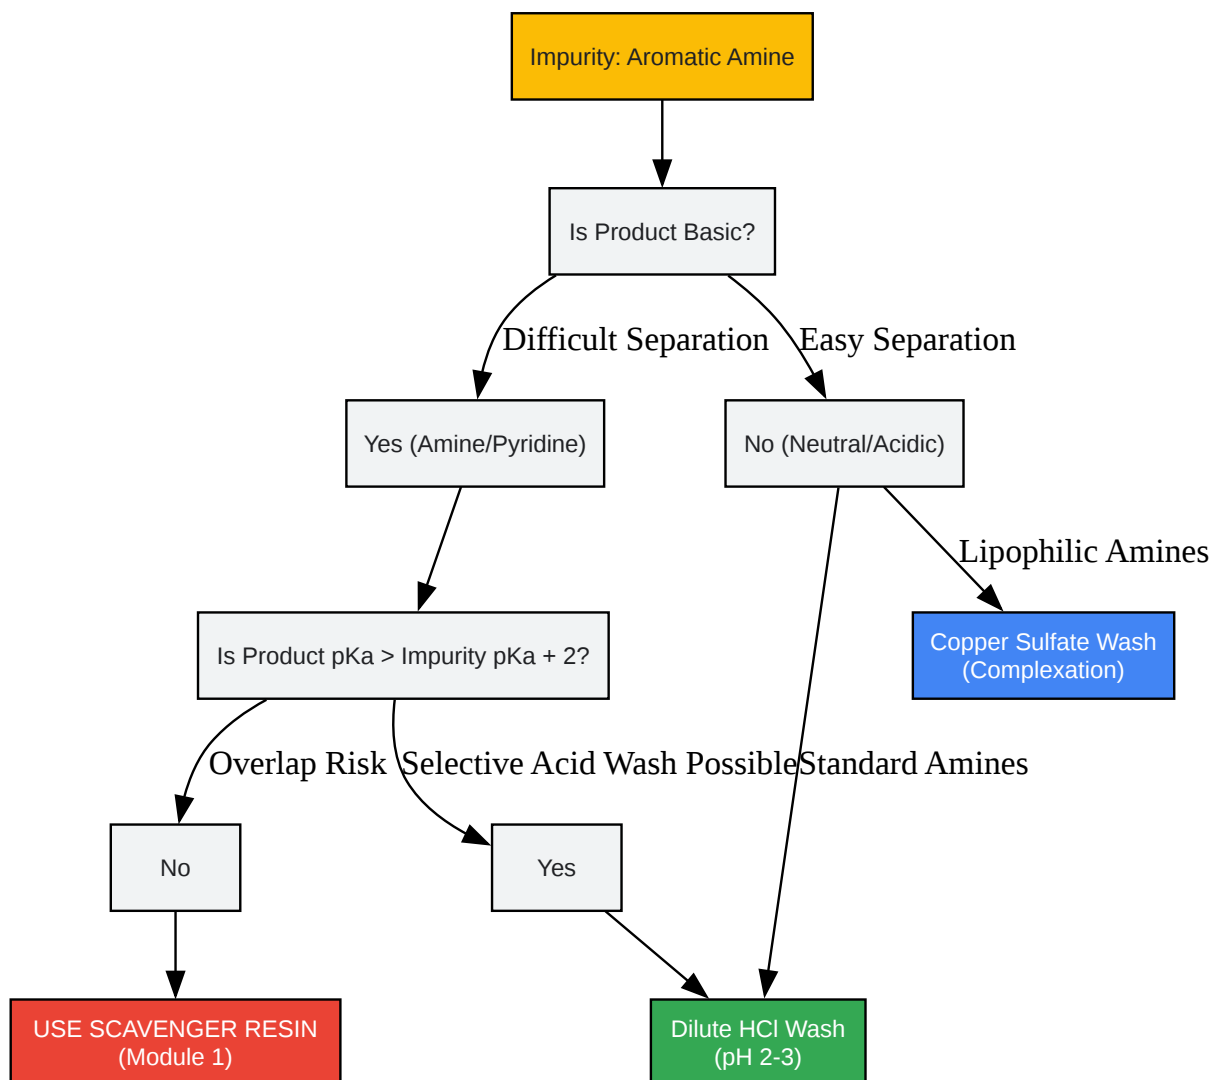 Impurity: Aromatic Amine
Is Product Basic?
Difficult Separation
Easy Separation
Yes (Amine/Pyridine)
No (Neutral/Acidic)
Lipophilic Amines
Is Product pKa > Impurity pKa + 2?
Copper Sulfate Wash
(Complexation)
Overlap Risk
Selective Acid Wash Possible
Standard Amines
No
Yes
USE SCAVENGER RESIN
(Module 1)
Dilute HCl Wash
(pH 2-3)